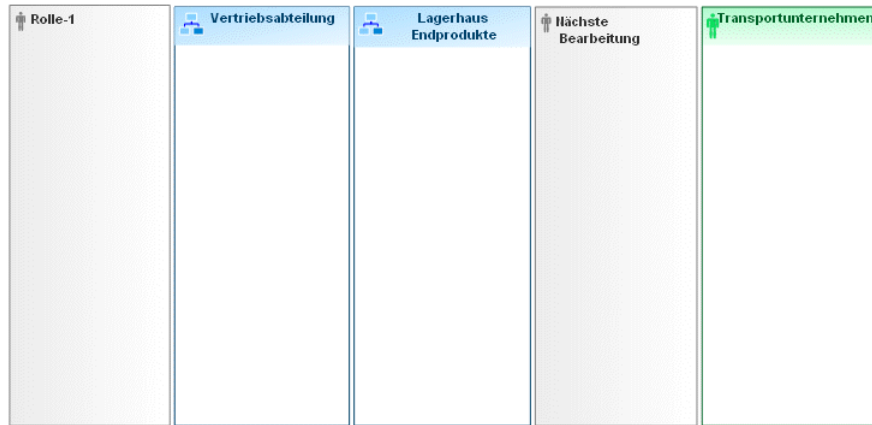 Rolle-1
Vertriebsabteilung
Lagerhaus
Endprodukte
Nächste
Bearbeitung
Transportunternehmen